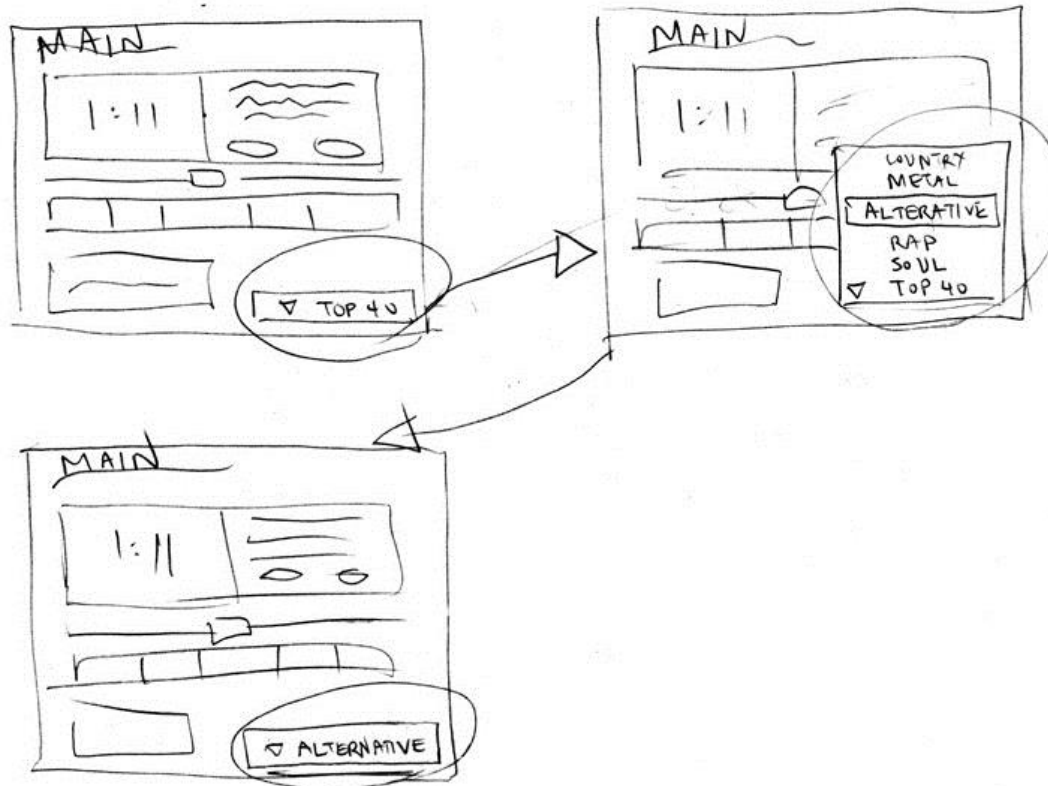 MAIN
1:11
▽ TOP 40
MAIN
1:11
COUNTRY
METAL
ALTERATIVE
RAP
SOUL
▽ TOP 40
MAIN
1:11
▽ ALTERNATIVE